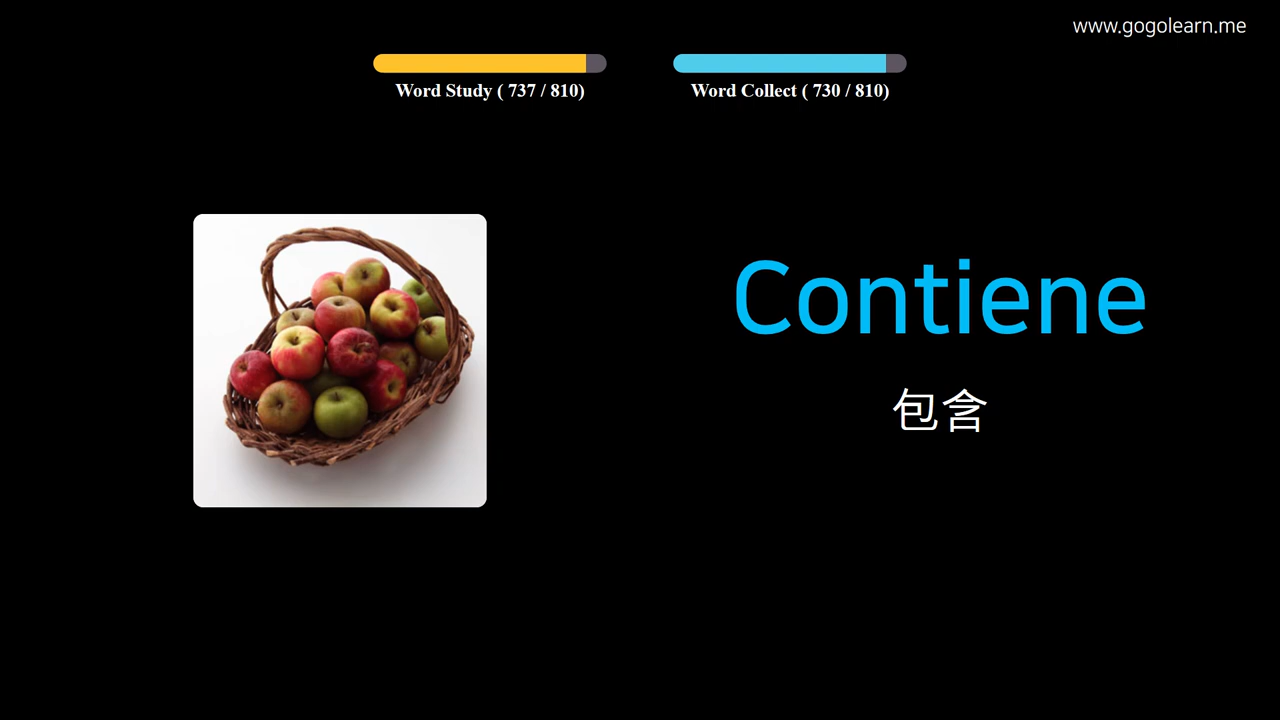 www.gogolearn.me
Word Study ( 737 / 810)
Word Collect ( 730 / 810)
Contiene
包含